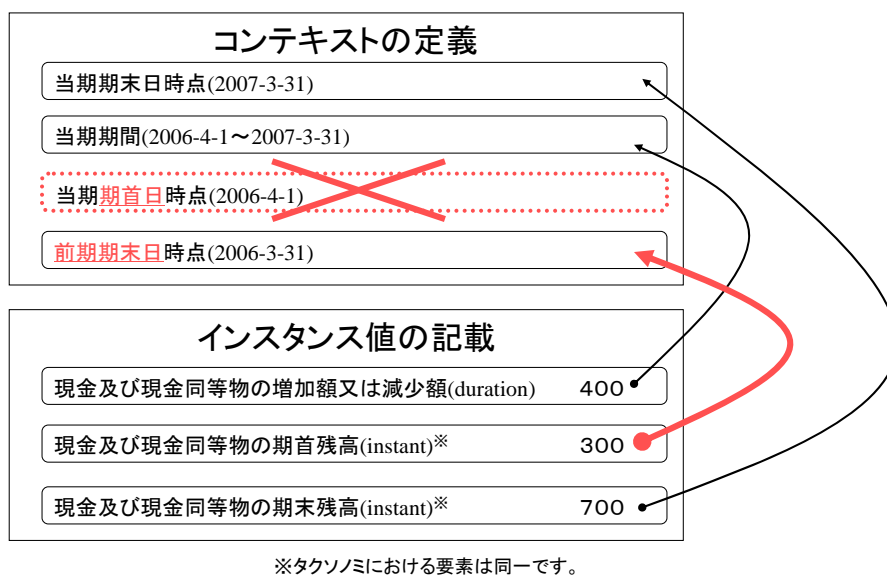 コンテキストの定義
当期期末日時点(2007-3-31)
当期期間(2006-4-1～2007-3-31)
当期期首日時点(2006-4-1)
前期期末日時点(2006-3-31)
インスタンス値の記載
現金及び現金同等物の増加額又は減少額(duration) 400
現金及び現金同等物の期首残高(instant)※ 300
現金及び現金同等物の期末残高(instant)※ 700
※タクソノミにおける要素は同一です。